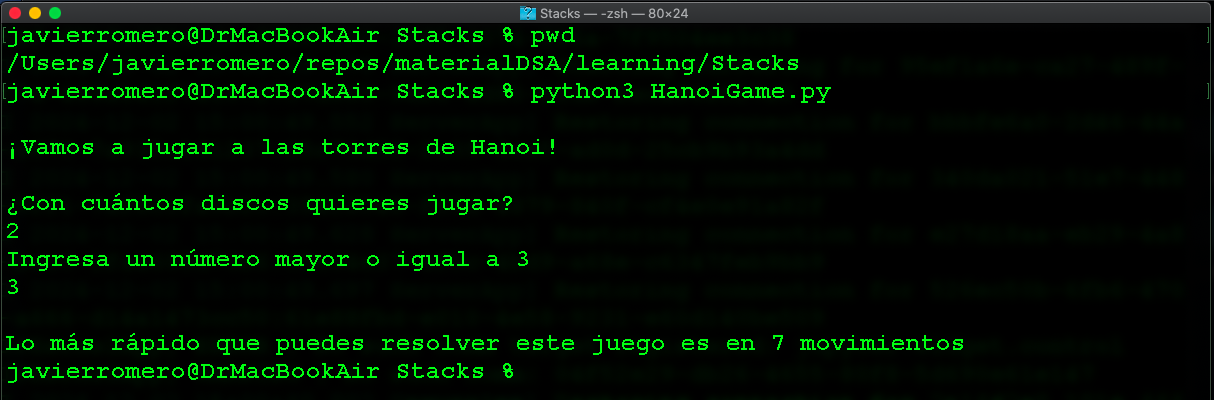 Stacks — -zsh — 80×24
javierromero@DrMacBookAir Stacks % pwd
/Users/javierromero/repos/materialDSA/learning/Stacks
javierromero@DrMacBookAir Stacks % python3 HanoiGame.py
¡Vamos a jugar a las torres de Hanoi!
¿Con cuántos discos quieres jugar?
2
Ingresa un número mayor o igual a 3
3
Lo más rápido que puedes resolver este juego es en 7 movimientos
javierromero@DrMacBookAir Stacks %